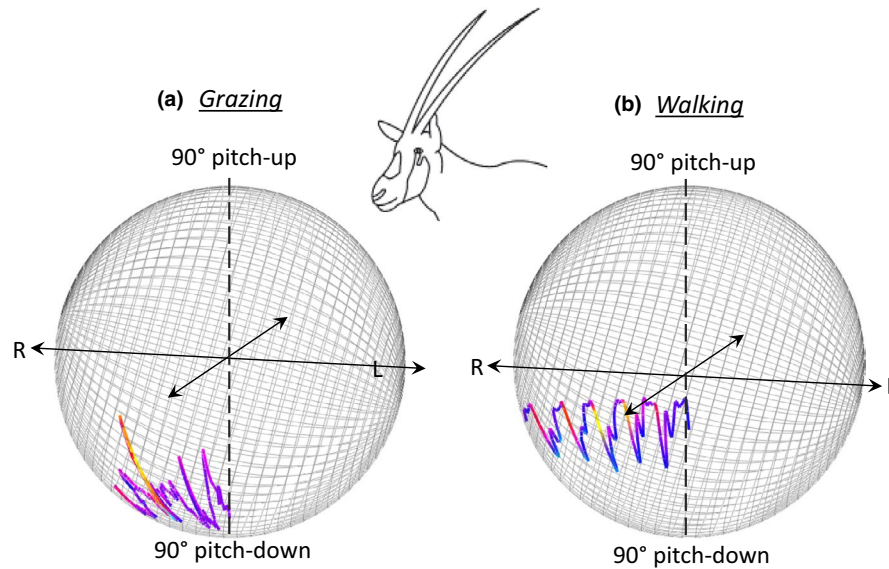 (a) Grazing
(b) Walking
90° pitch-up
90° pitch-up
R
L
R
90° pitch-down
90° pitch-down